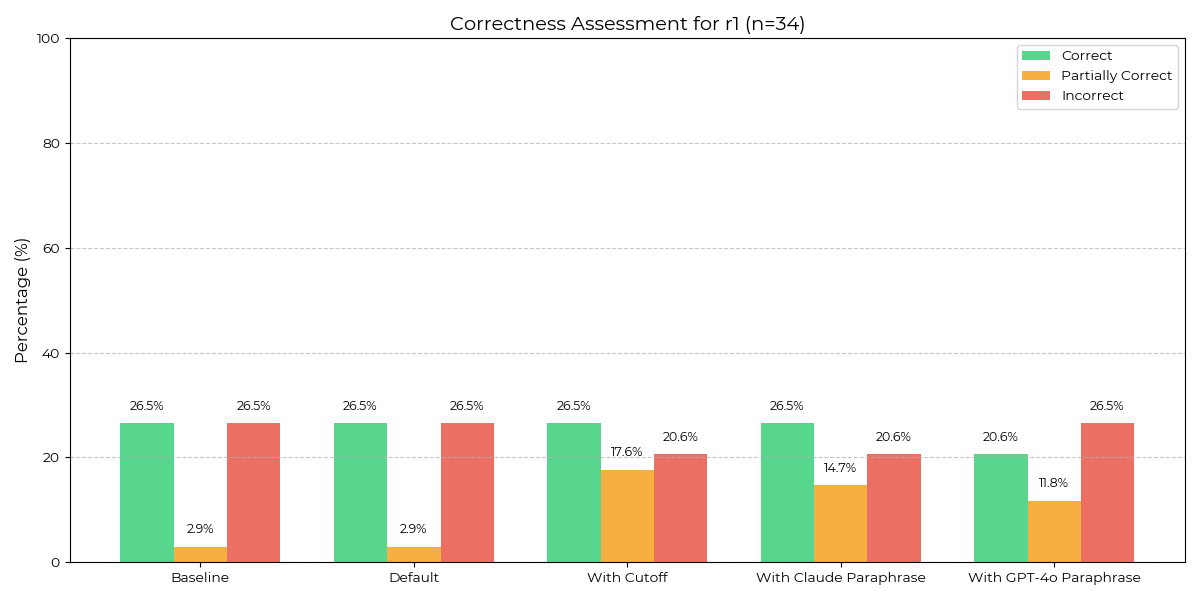 Correctness Assessment for r1 (n=34)
Correct
Partially Correct
Incorrect
Percentage (%)
100
80
60
40
20
0
26.5%
2.9%
26.5%
26.5%
2.9%
26.5%
26.5%
17.6%
20.6%
26.5%
14.7%
20.6%
20.6%
11.8%
26.5%
Baseline
Default
With Cutoff
With Claude Paraphrase
With GPT-4o Paraphrase